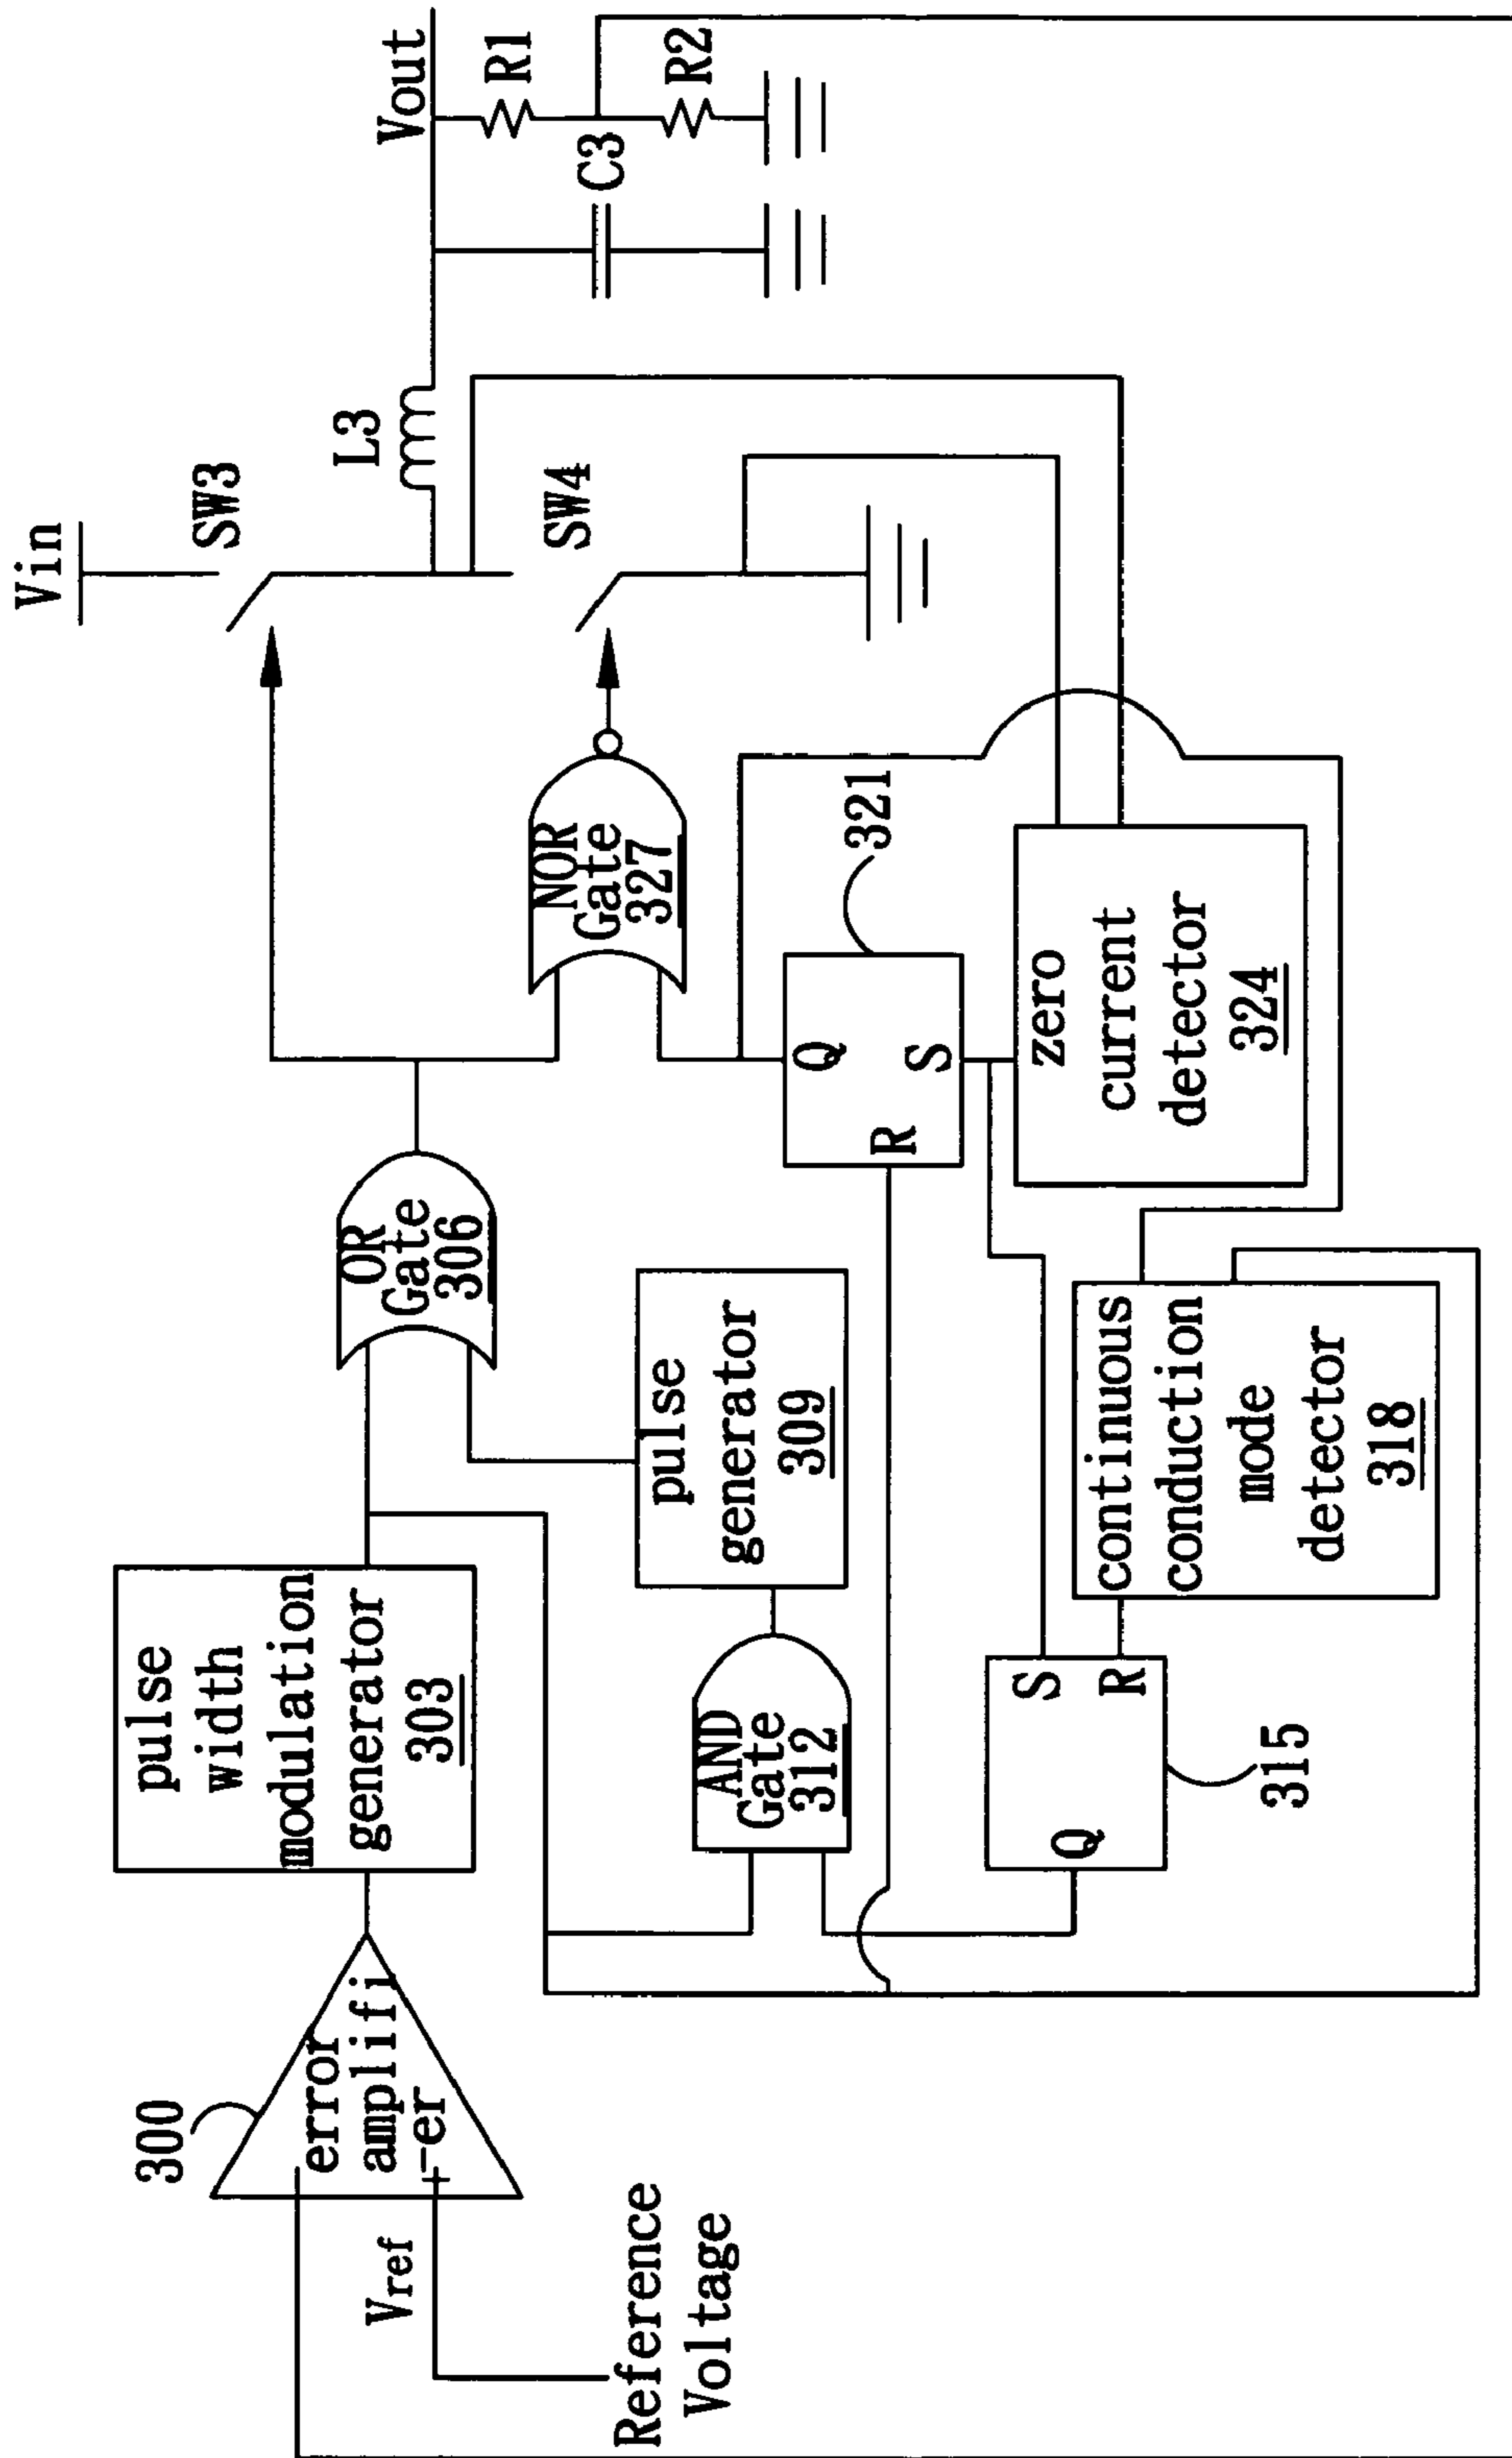 300
error
amplifi
-er
-
+
Vref
Reference
Voltage
pulse
width
modulation
generator
303
OR
Gate
306
AND
Gate
312
pulse
generator
309
NOR
Gate
327
Q
S
R
321
S
R
Q
315
continuous
conduction
mode
detector
318
zero
current
detector
324
Vin
SW3
SW4
L3
Vout
R1
R2
C3